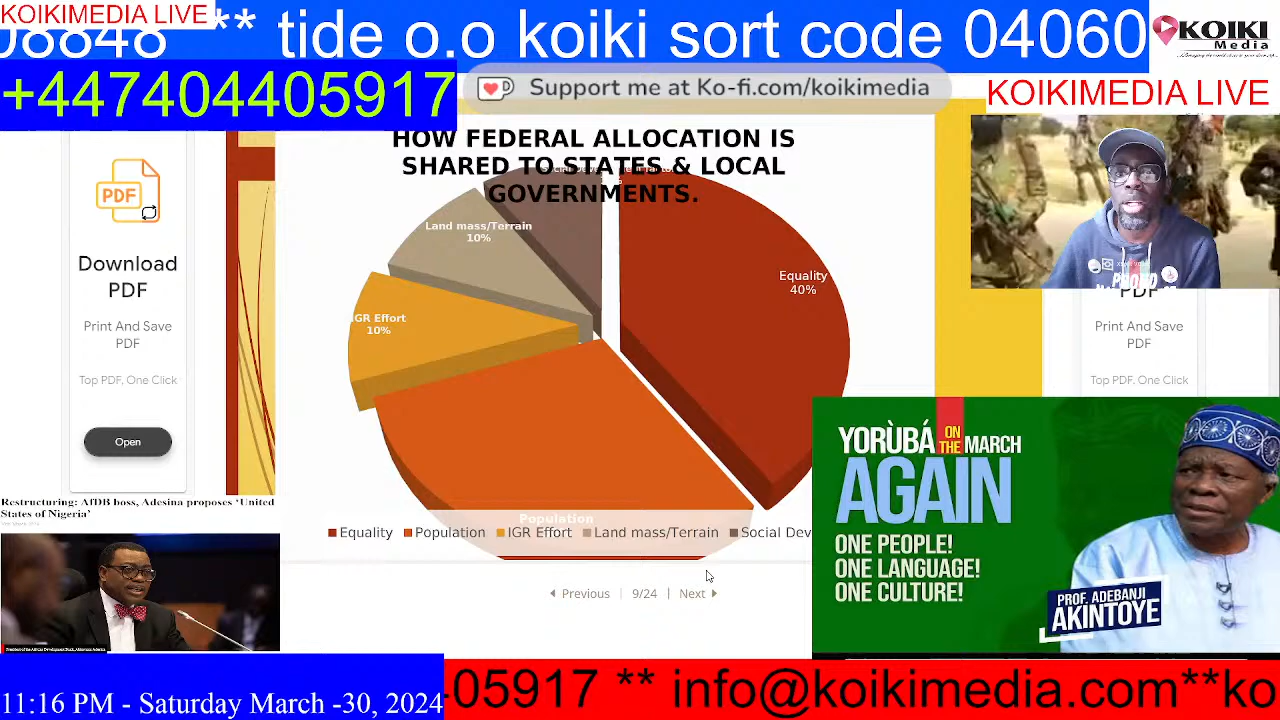 KOIKIMEDIA LIVE
** tide o.o koiki sort code 04060
KOIKI
Media
+447404405917
Support me at Ko-fi.com/koikimedia
KOIKIMEDIA LIVE
HOW FEDERAL ALLOCATION IS
SHARED TO STATES & LOCAL
GOVERNMENTS.
Land mass/Terrain
10%
Equality
40%
IGR Effort
10%
Population
Equality Population IGR Effort Land mass/Terrain Social Dev
Previous 9/24 Next
PDF
Download
PDF
Print And Save
PDF
Top PDF, One Click
Open
PDF
Print And Save
PDF
Top PDF, One Click
Restructuring: AfDB boss, Adesina proposes ‘United
States of Nigeria’
YORÙBÁ ON THE MARCH
AGAIN
ONE PEOPLE!
ONE LANGUAGE!
ONE CULTURE!
PROF. ADEBANJI
AKINTOYE
11:16 PM - Saturday March -30, 2024
-05917 ** info@koikimedia.com**ko